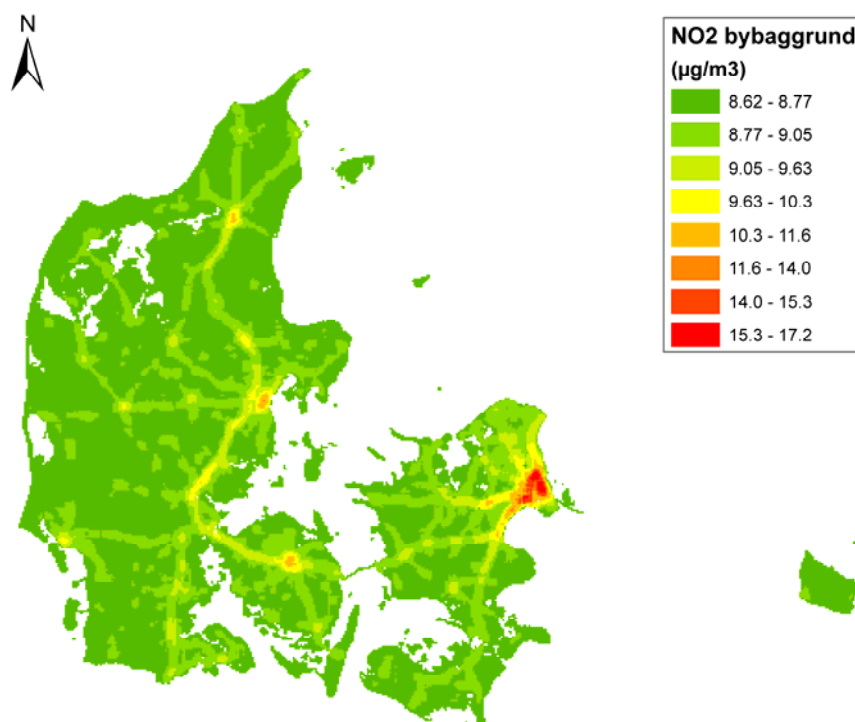 N
NO2 bybaggrund
(µg/m3)
8.62 - 8.77
8.77 - 9.05
9.05 - 9.63
9.63 - 10.3
10.3 - 11.6
11.6 - 14.0
14.0 - 15.3
15.3 - 17.2